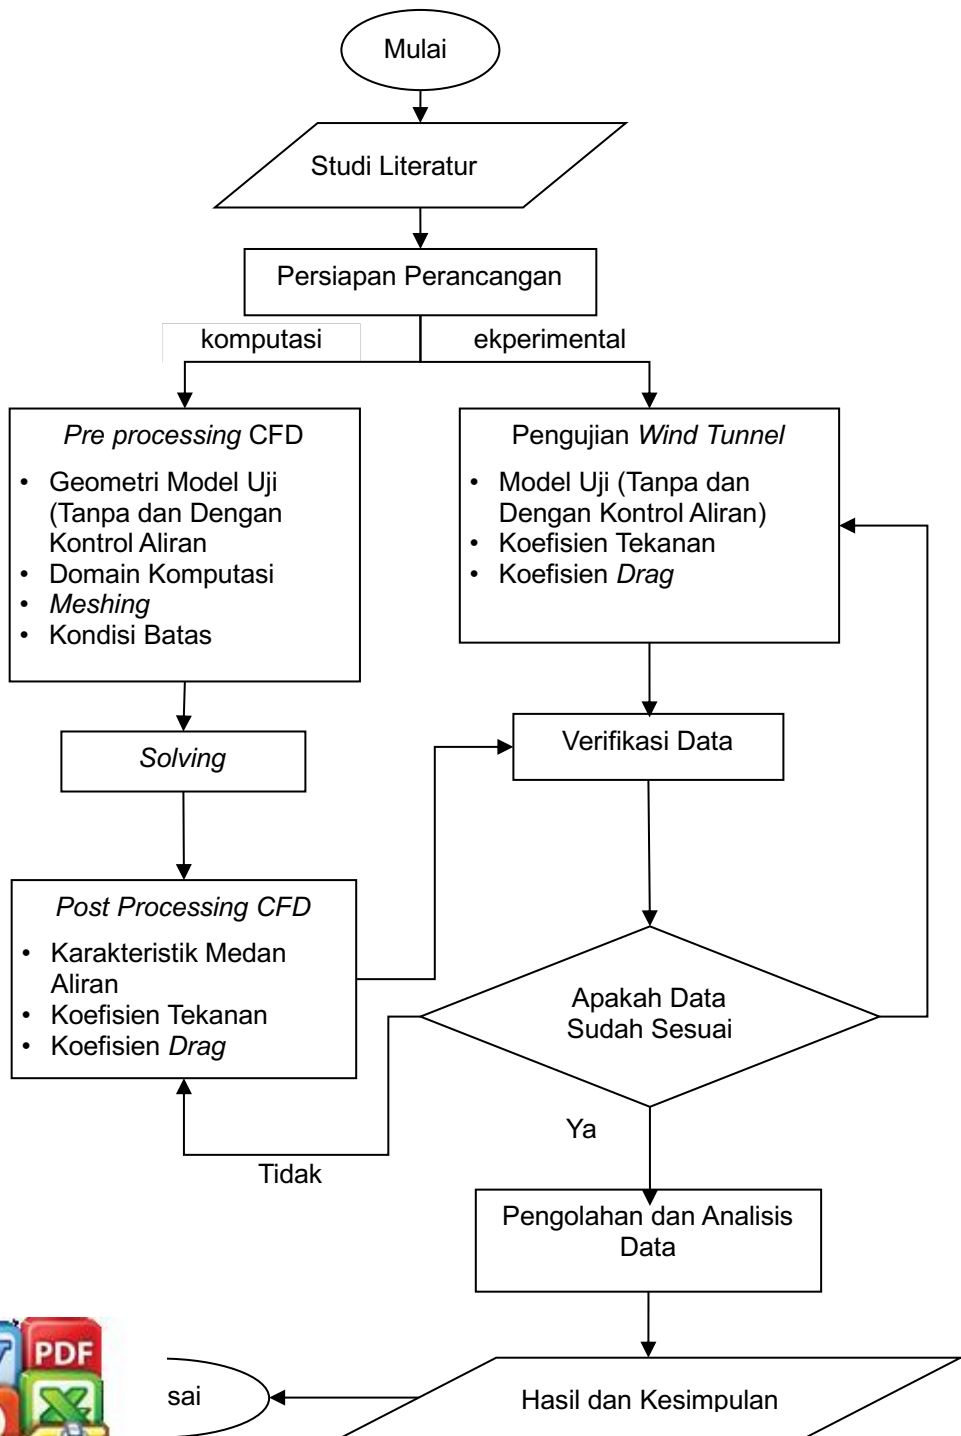 Mulai
Studi Literatur
Persiapan Perancangan
komputasi
ekperimental
Pre processing CFD
• Geometri Model Uji
(Tanpa dan Dengan
Kontrol Aliran
• Domain Komputasi
• Meshing
• Kondisi Batas
Pengujian Wind Tunnel
• Model Uji (Tanpa dan
Dengan Kontrol Aliran)
• Koefisien Tekanan
• Koefisien Drag
Solving
Verifikasi Data
Post Processing CFD
• Karakteristik Medan
Aliran
• Koefisien Tekanan
• Koefisien Drag
Apakah Data
Sudah Sesuai
Ya
Tidak
Pengolahan dan Analisis
Data
PDF
sai
Hasil dan Kesimpulan